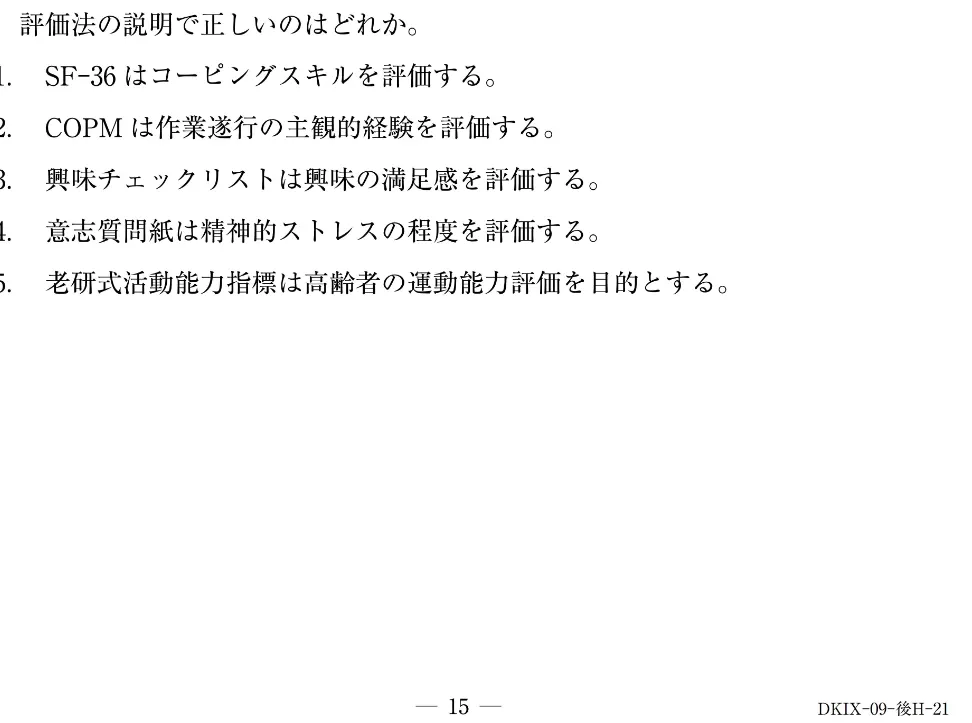 評価法の説明で正しいのはどれか。
1. SF-36 はコーピングスキルを評価する。
2. COPM は作業遂行の主観的経験を評価する。
3. 興味チェックリストは興味の満足感を評価する。
4. 意志質問紙は精神的ストレスの程度を評価する。
5. 老研式活動能力指標は高齢者の運動能力評価を目的とする。
— 15 —
DKIX-09-後H-21